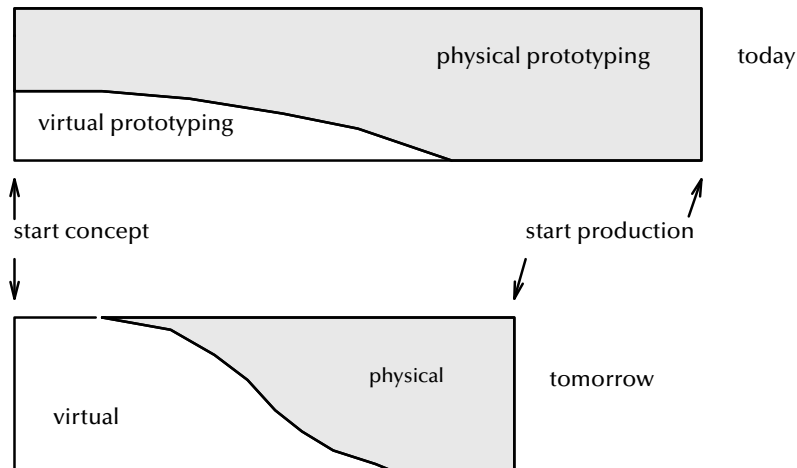 physical prototyping
today
virtual prototyping
start concept
start production
physical
tomorrow
virtual